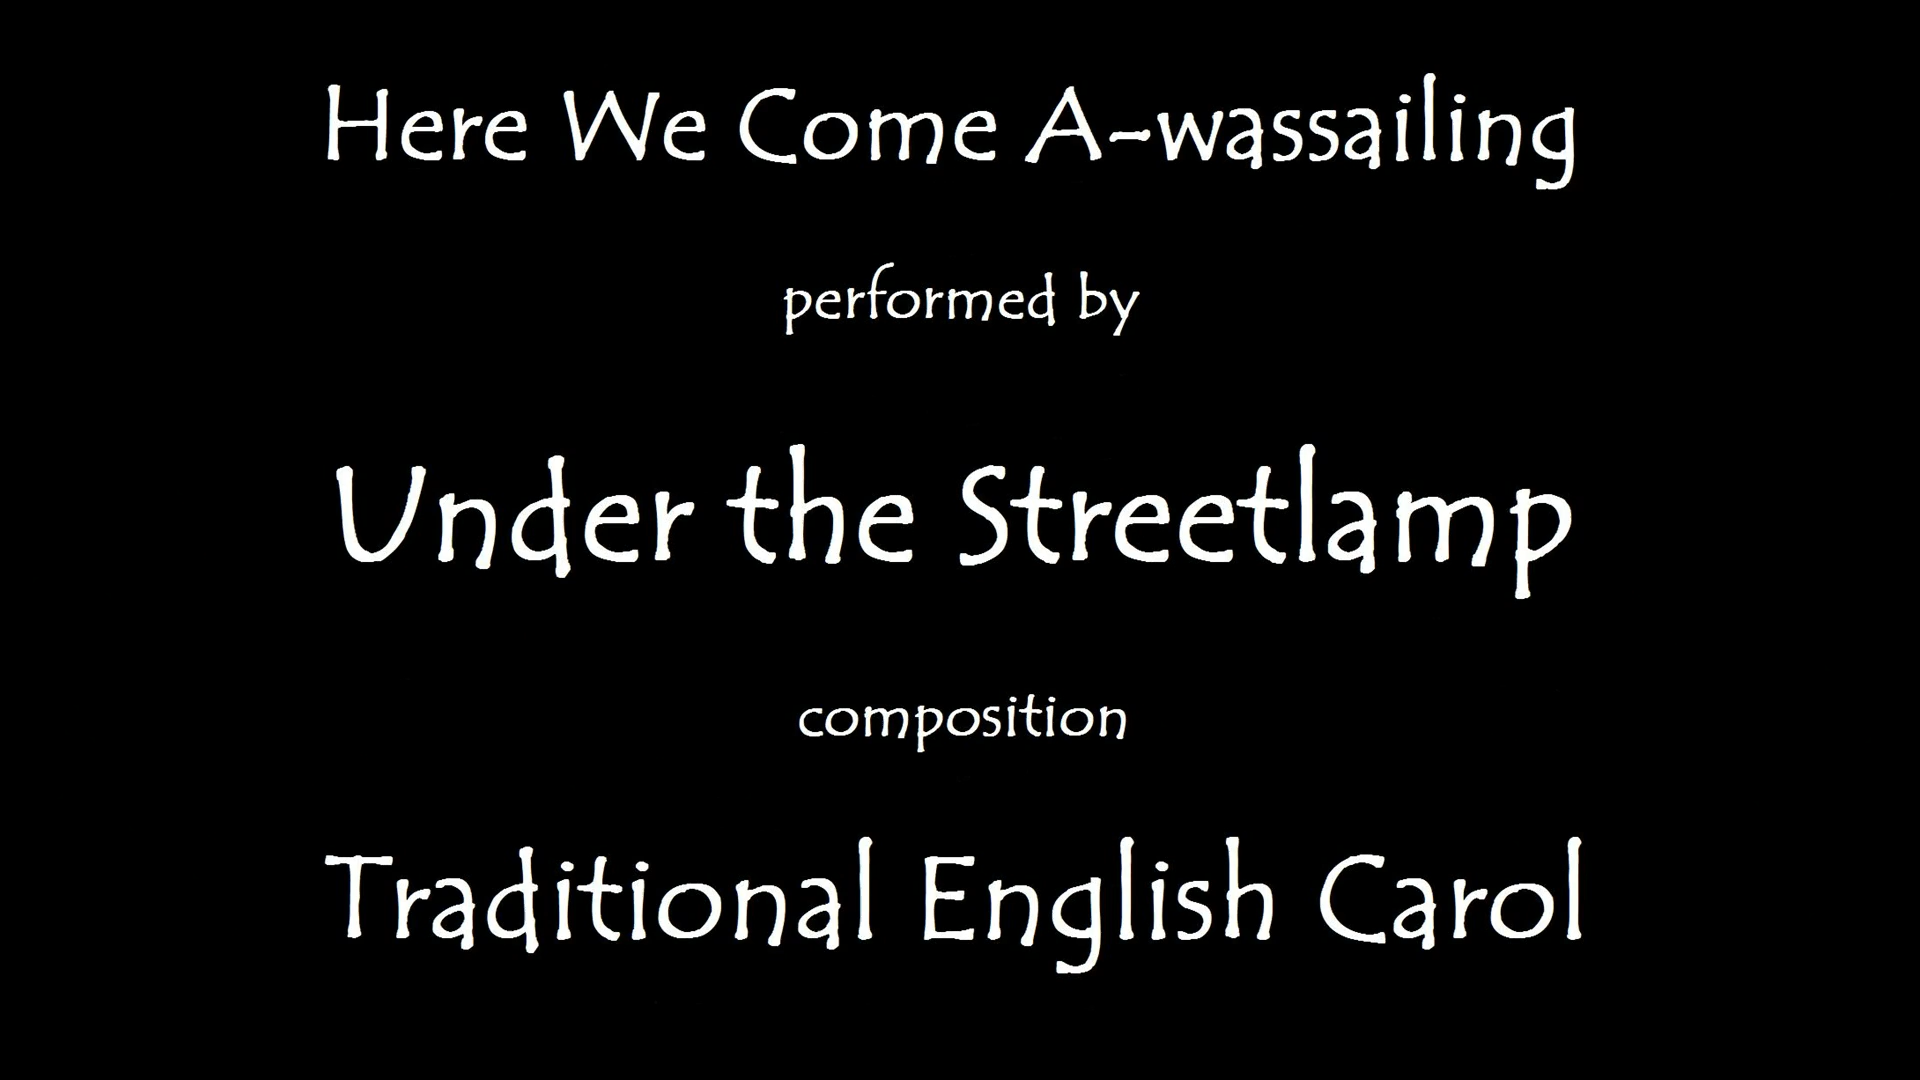 Here We Come A-wassailing
performed by
Under the Streetlamp
composition
Traditional English Carol